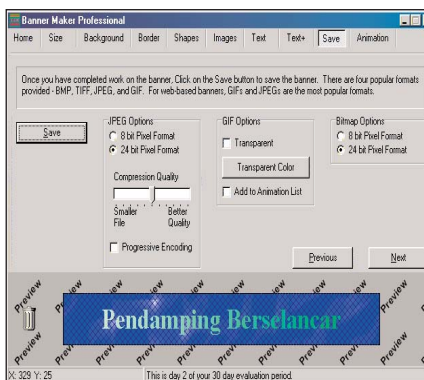 Banner Maker Professional
Home Size Background Border Shapes Images Text Text+ Save Animation
Once you have completed work on the banner, Click on the Save button to save the banner. There are four popular formats
provided - BMP, TIFF, JPEG, and GIF. For web-based banners, GIFs and JPEGs are the most popular formats.
Save
JPEG Options
8 bit Pixel Format
24 bit Pixel Format
Compression Quality
Smaller File
Better Quality
Progressive Encoding
GIF Options
Transparent
Transparent Color
Add to Animation List
Bitmap Options
8 bit Pixel Format
24 bit Pixel Format
Previous Next
Preview
Pendamping Berselancar
X: 329 Y: 25 This is day 2 of your 30 day evaluation period.